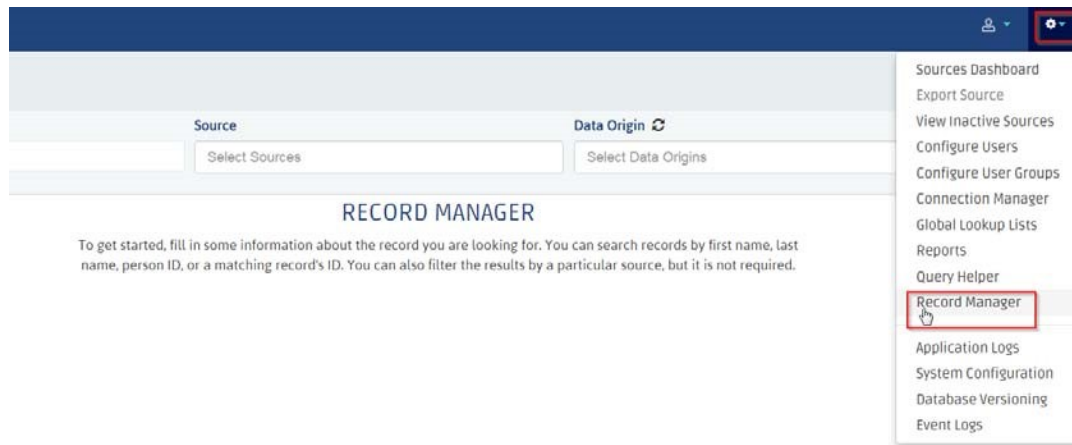 Source
Data Origin
Select Sources
Select Data Origins
RECORD MANAGER
To get started, fill in some information about the record you are looking for. You can search records by first name, last
name, person ID, or a matching record's ID. You can also filter the results by a particular source, but it is not required.
Sources Dashboard
Export Source
View Inactive Sources
Configure Users
Configure User Groups
Connection Manager
Global Lookup Lists
Reports
Query Helper
Record Manager
Application Logs
System Configuration
Database Versioning
Event Logs